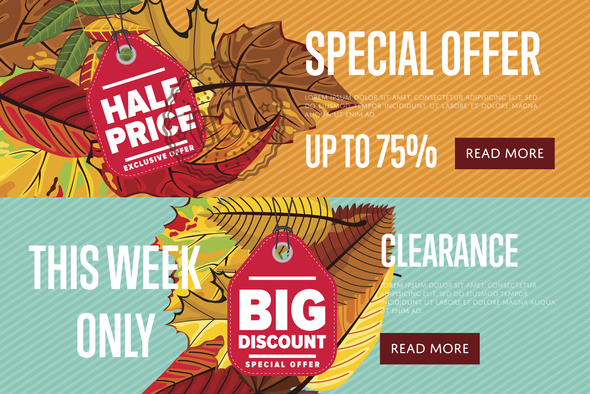 HALF
PRICE
EXCLUSIVE OFFER
SPECIAL OFFER
LOREM IPSUM DOLOR SIT AMET, CONSECTETUR ADIPISICING ELIT, SED
DO EIUSMOD TEMPOR INCIDIDUNT, UT LABORE ET DOLORE MAGNA
ALIQUA, UT ENIM AD.
UP TO 75%
READ MORE
THIS WEEK
ONLY
BIG
DISCOUNT
SPECIAL OFFER
CLEARANCE
LOREM IPSUM DOLOR SIT AMET, CONSECTETUR
ADIPISICING ELIT, SED DO EIUSMOD TEMPOR
INCIDIDUNT, UT LABORE ET DOLORE MAGNA ALIQUA,
UT ENIM AD.
READ MORE